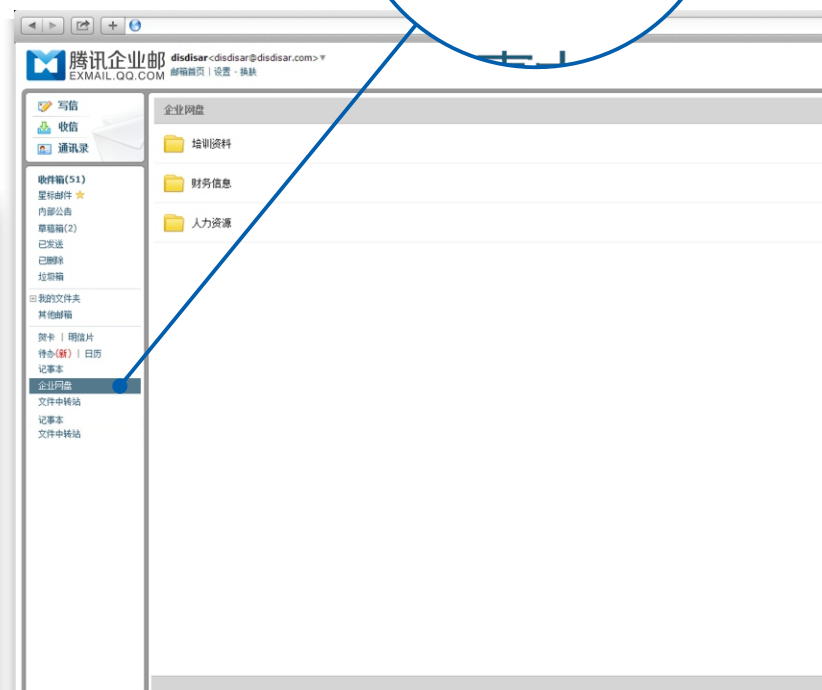 腾讯企业邮
EXMAIL.QQ.COM
disdisar<disdisar@disdisar.com>▼
邮箱首页 | 设置 - 换肤
写信
收信
通讯录
收件箱(51)
星标邮件
内部公告
草稿箱(2)
已发送
已删除
垃圾箱
我的文件夹
其他邮箱
贺卡 | 明信片
待办(新) | 日历
记事本
企业网盘
文件中转站
记事本
文件中转站
企业网盘
培训资料
财务信息
人力资源